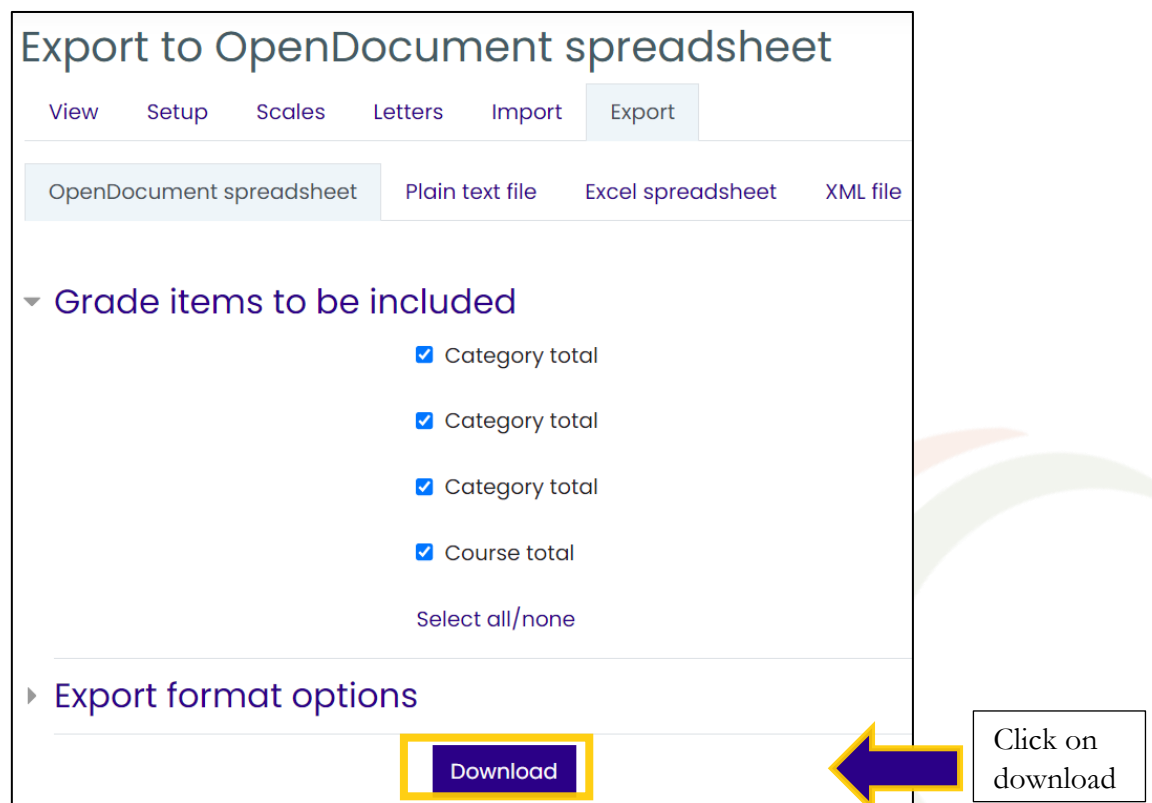 Export to OpenDocument spreadsheet
View Setup Scales Letters Import Export
OpenDocument spreadsheet Plain text file Excel spreadsheet XML file
Grade items to be included
Category total
Category total
Category total
Course total
Select all/none
Export format options
Download
Click on
download